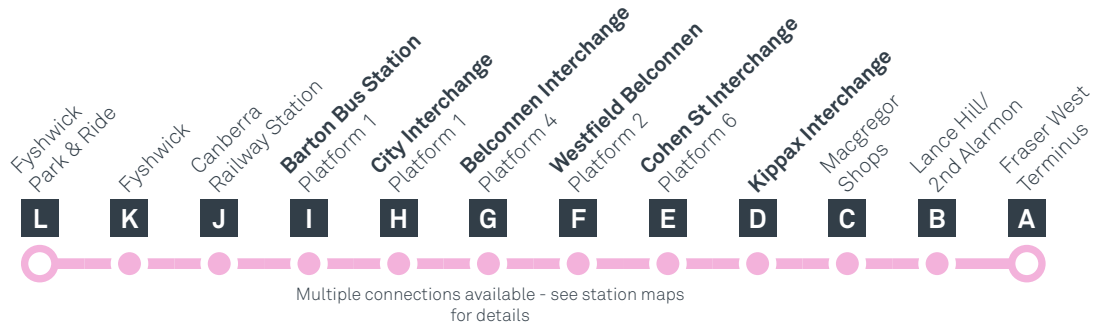 Fyshwick
Park & Ride
Fyshwick
Canberra
Railway Station
Barton Bus Station
Platform 1
City Interchange
Platform 1
Belconnen Interchange
Platform 4
Westfield Belconnen
Platform 2
Cohen St Interchange
Platform 6
Kippax Interchange
Macgregor
Shops
Lance Hill/
2nd Alarmon
Fraser West
Terminus
L K J I H G F E D C B A
Multiple connections available - see station maps
for details